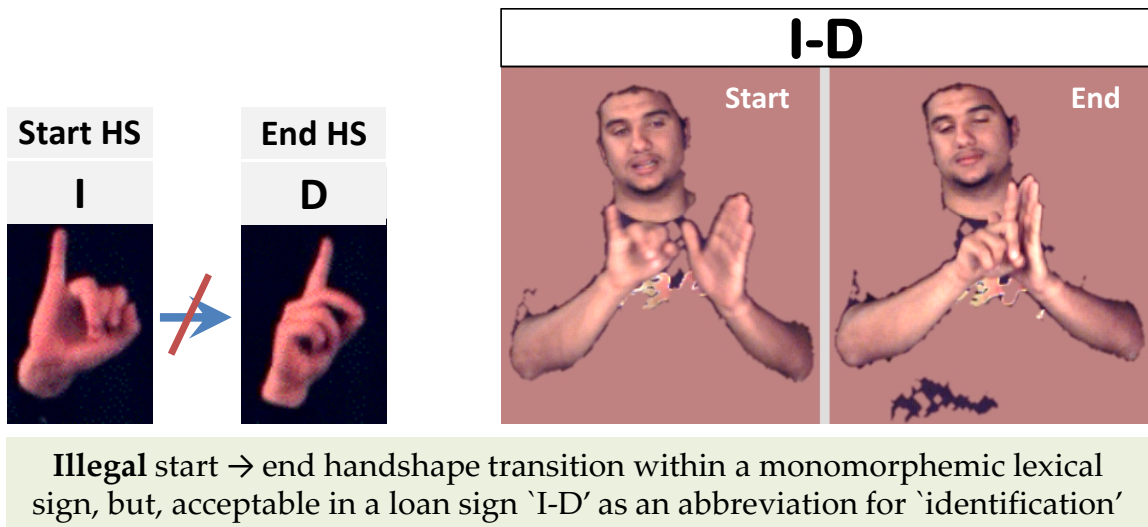 I-D
Start
End
Start HS
End HS
I
D
Illegal start → end handshape transition within a monomorphemic lexical
sign, but, acceptable in a loan sign `I-D’ as an abbreviation for `identification’